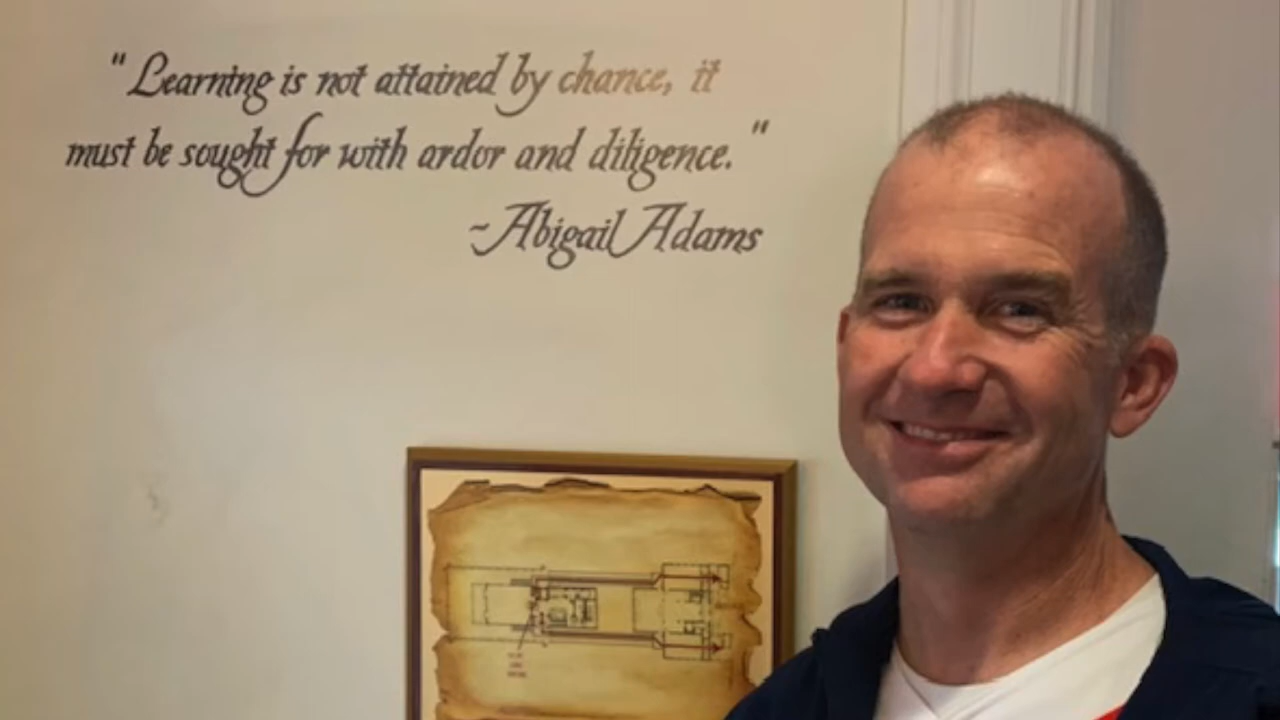 "Learning is not attained by chance, it
must be sought for with ardor and diligence."
~Abigail Adams